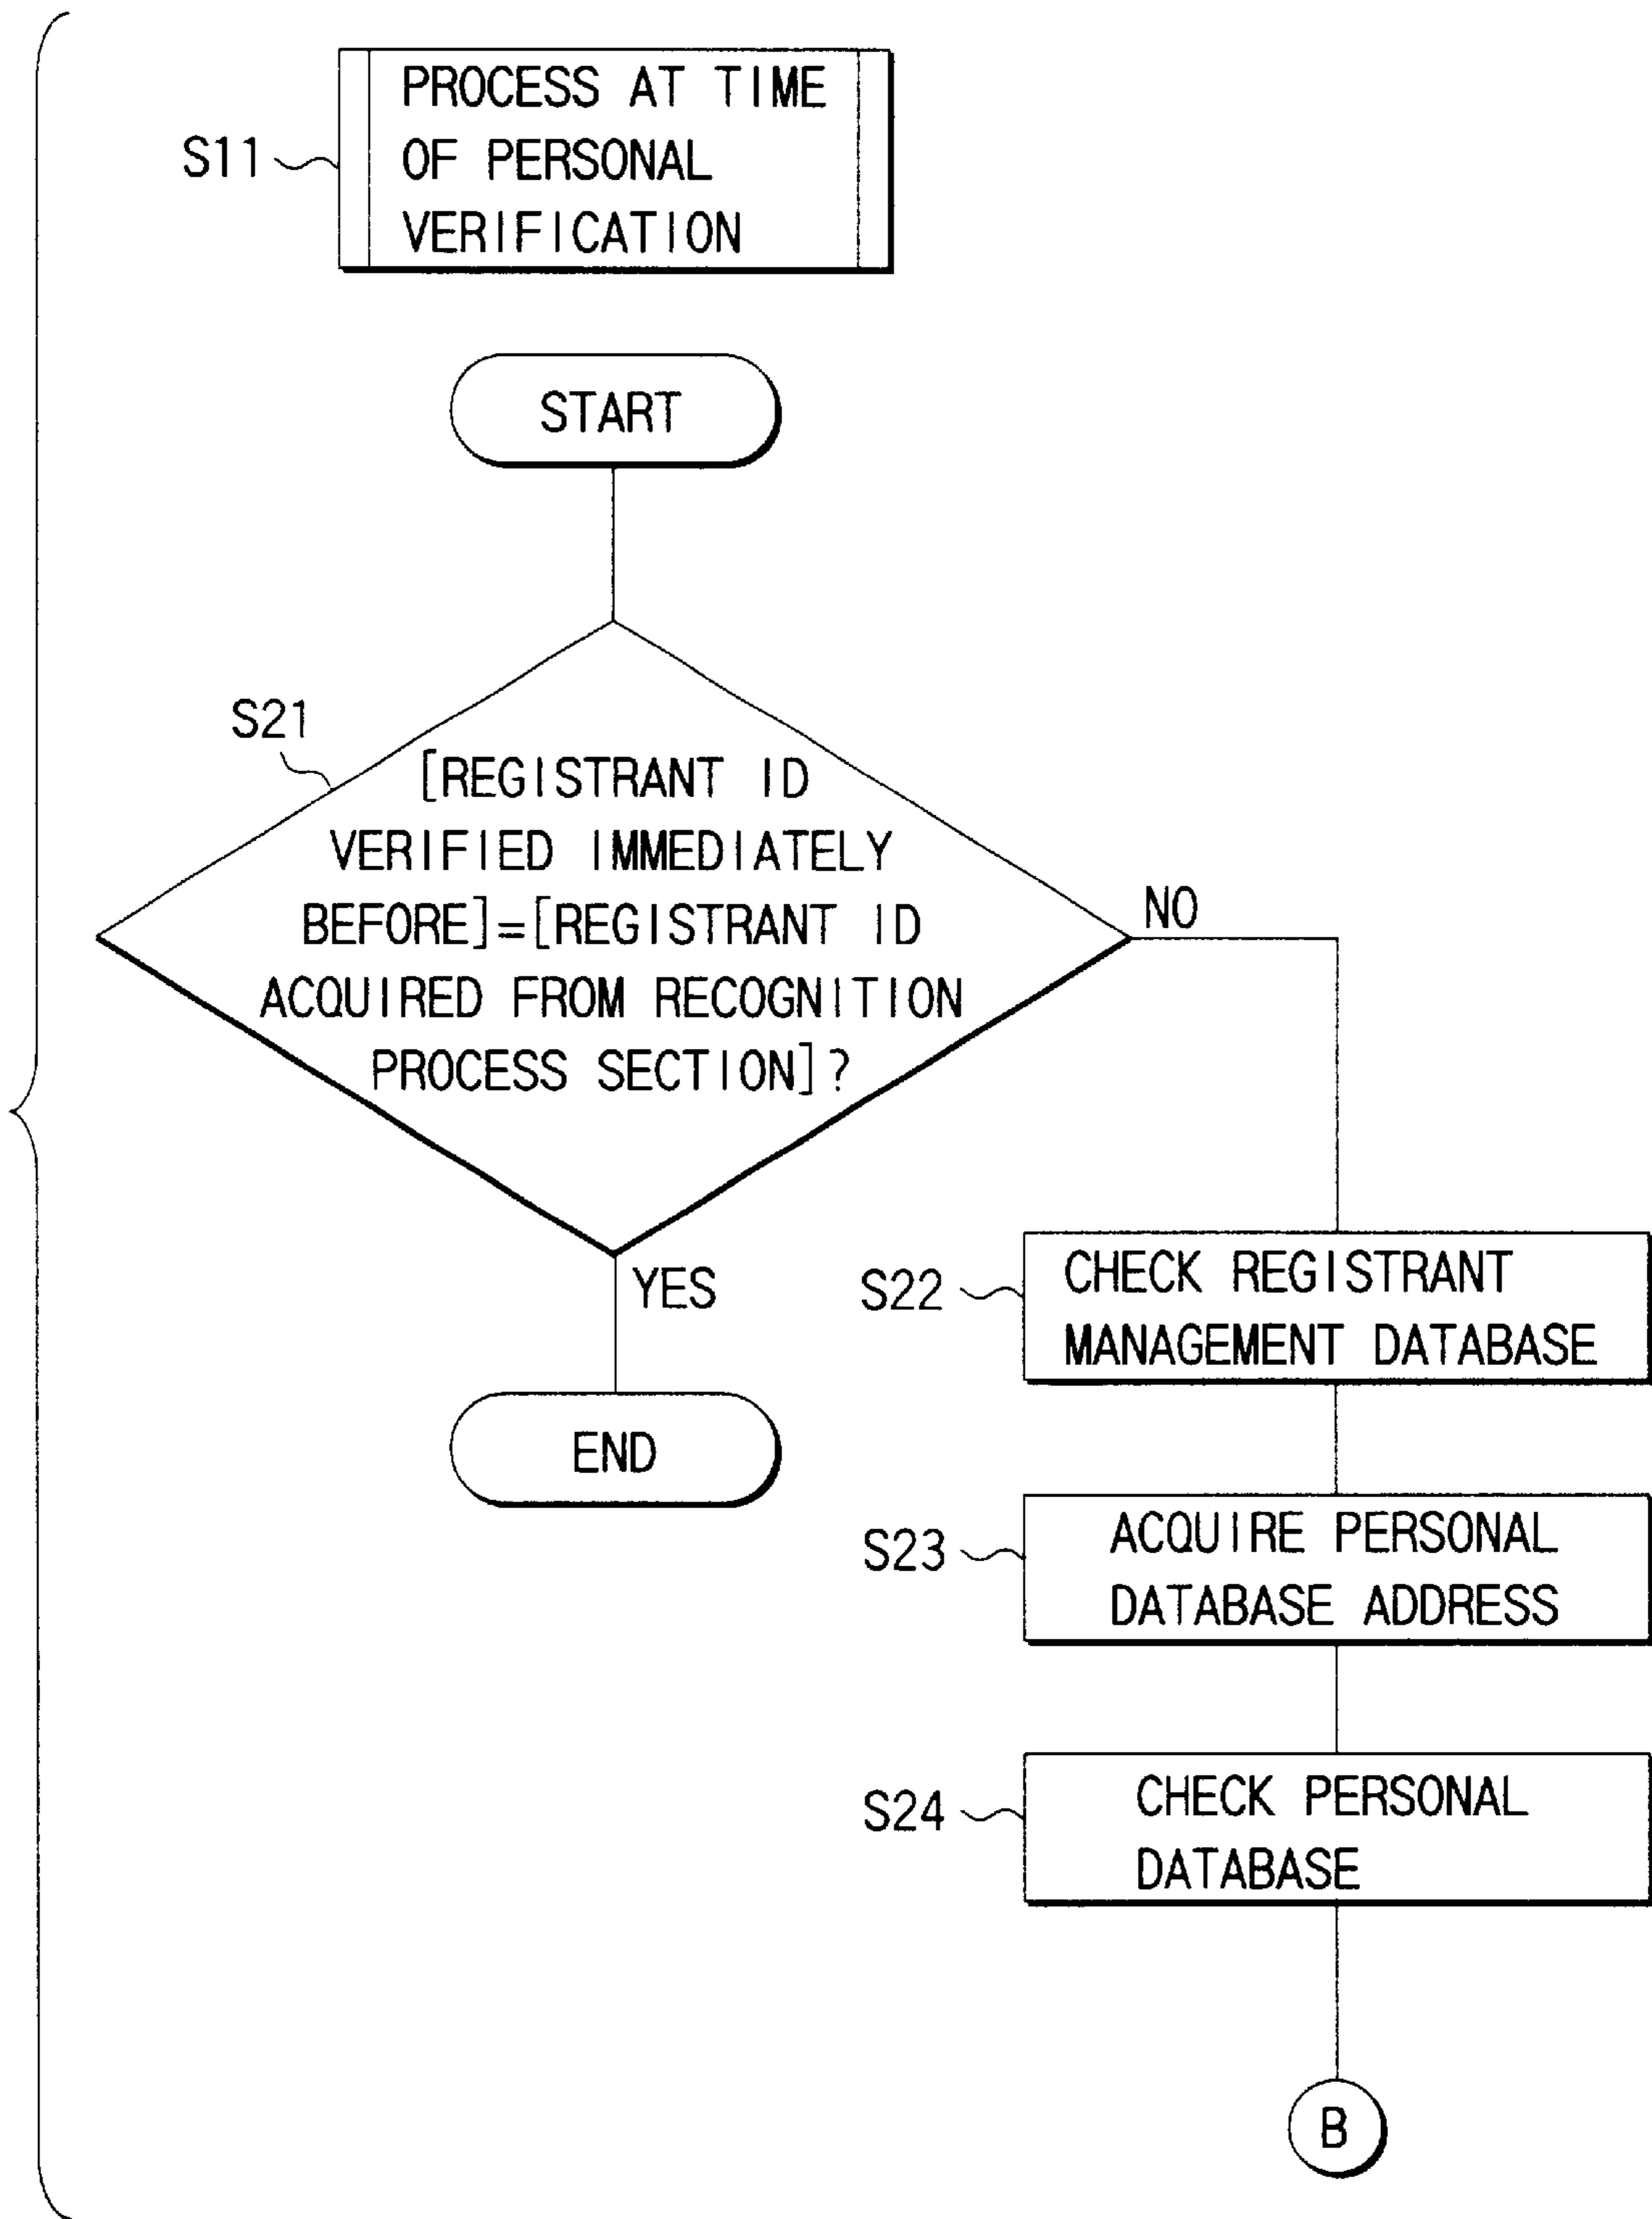 S11
PROCESS AT TIME
OF PERSONAL
VERIFICATION
START
S21
[REGISTRANT ID
VERIFIED IMMEDIATELY
BEFORE]=[REGISTRANT ID
ACQUIRED FROM RECOGNITION
PROCESS SECTION]?
NO
YES
END
S22
CHECK REGISTRANT
MANAGEMENT DATABASE
S23
ACQUIRE PERSONAL
DATABASE ADDRESS
S24
CHECK PERSONAL
DATABASE
B